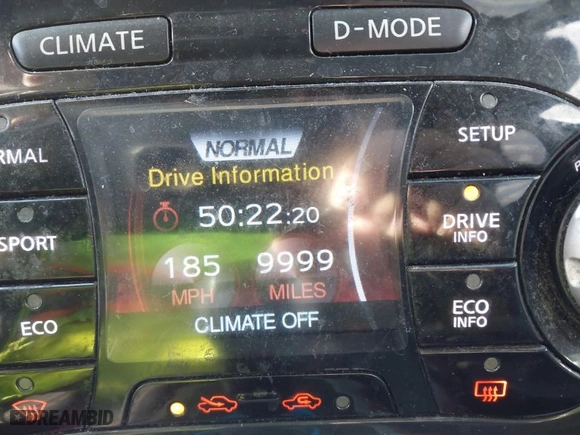 CLIMATE
D-MODE
NORMAL
Drive Information
SETUP
RMAL
50:22:20
DRIVE
INFO
SPORT
185 9999
MPH MILES
ECO
CLIMATE OFF
ECO
INFO
DREAMBID